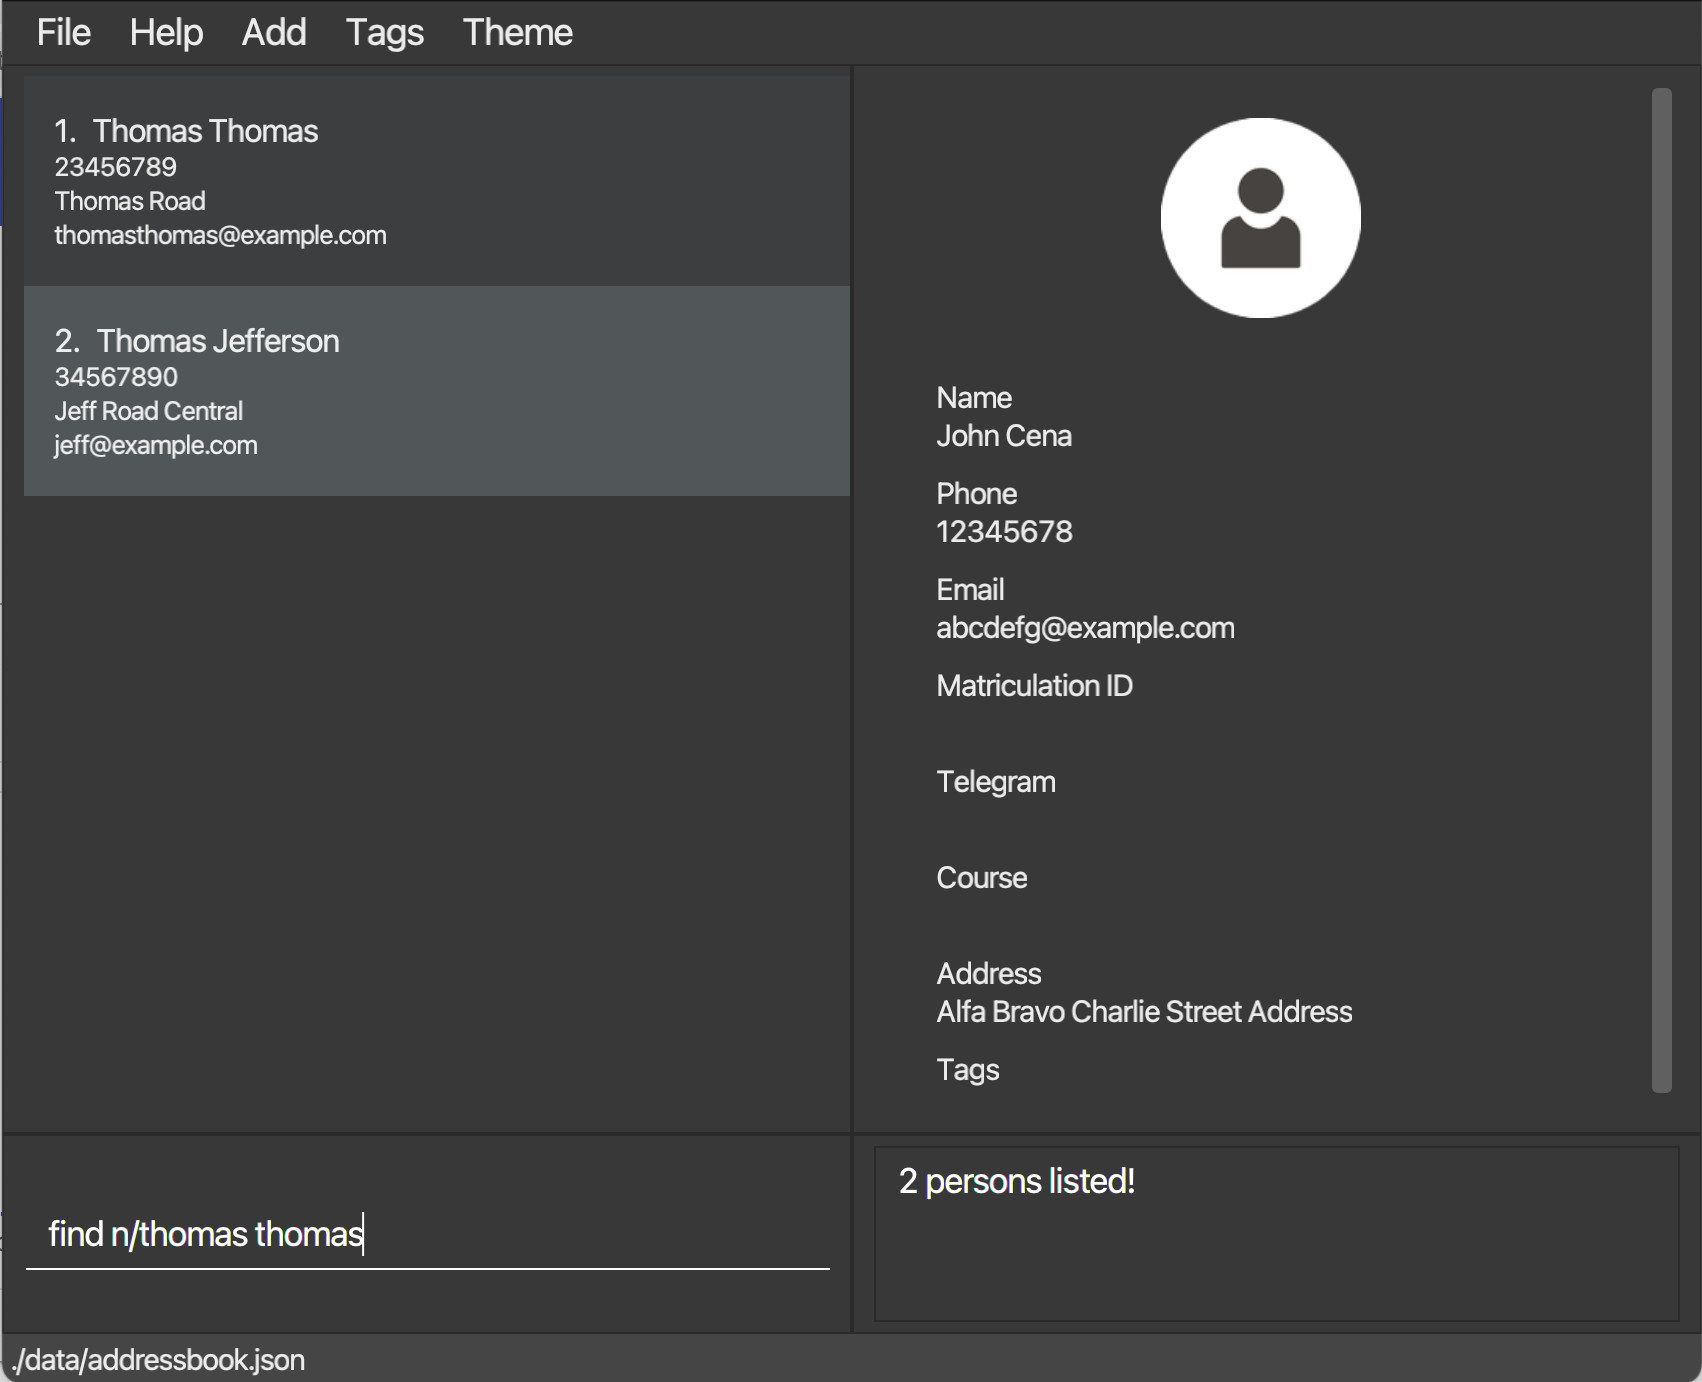 File Help Add Tags Theme
1. Thomas Thomas
23456789
Thomas Road
thomasthomas@example.com
2. Thomas Jefferson
34567890
Jeff Road Central
jeff@example.com
Name
John Cena
Phone
12345678
Email
abcdefg@example.com
Matriculation ID
Telegram
Course
Address
Alfa Bravo Charlie Street Address
Tags
find n/thomas thomas
2 persons listed!
./data/addressbook.json